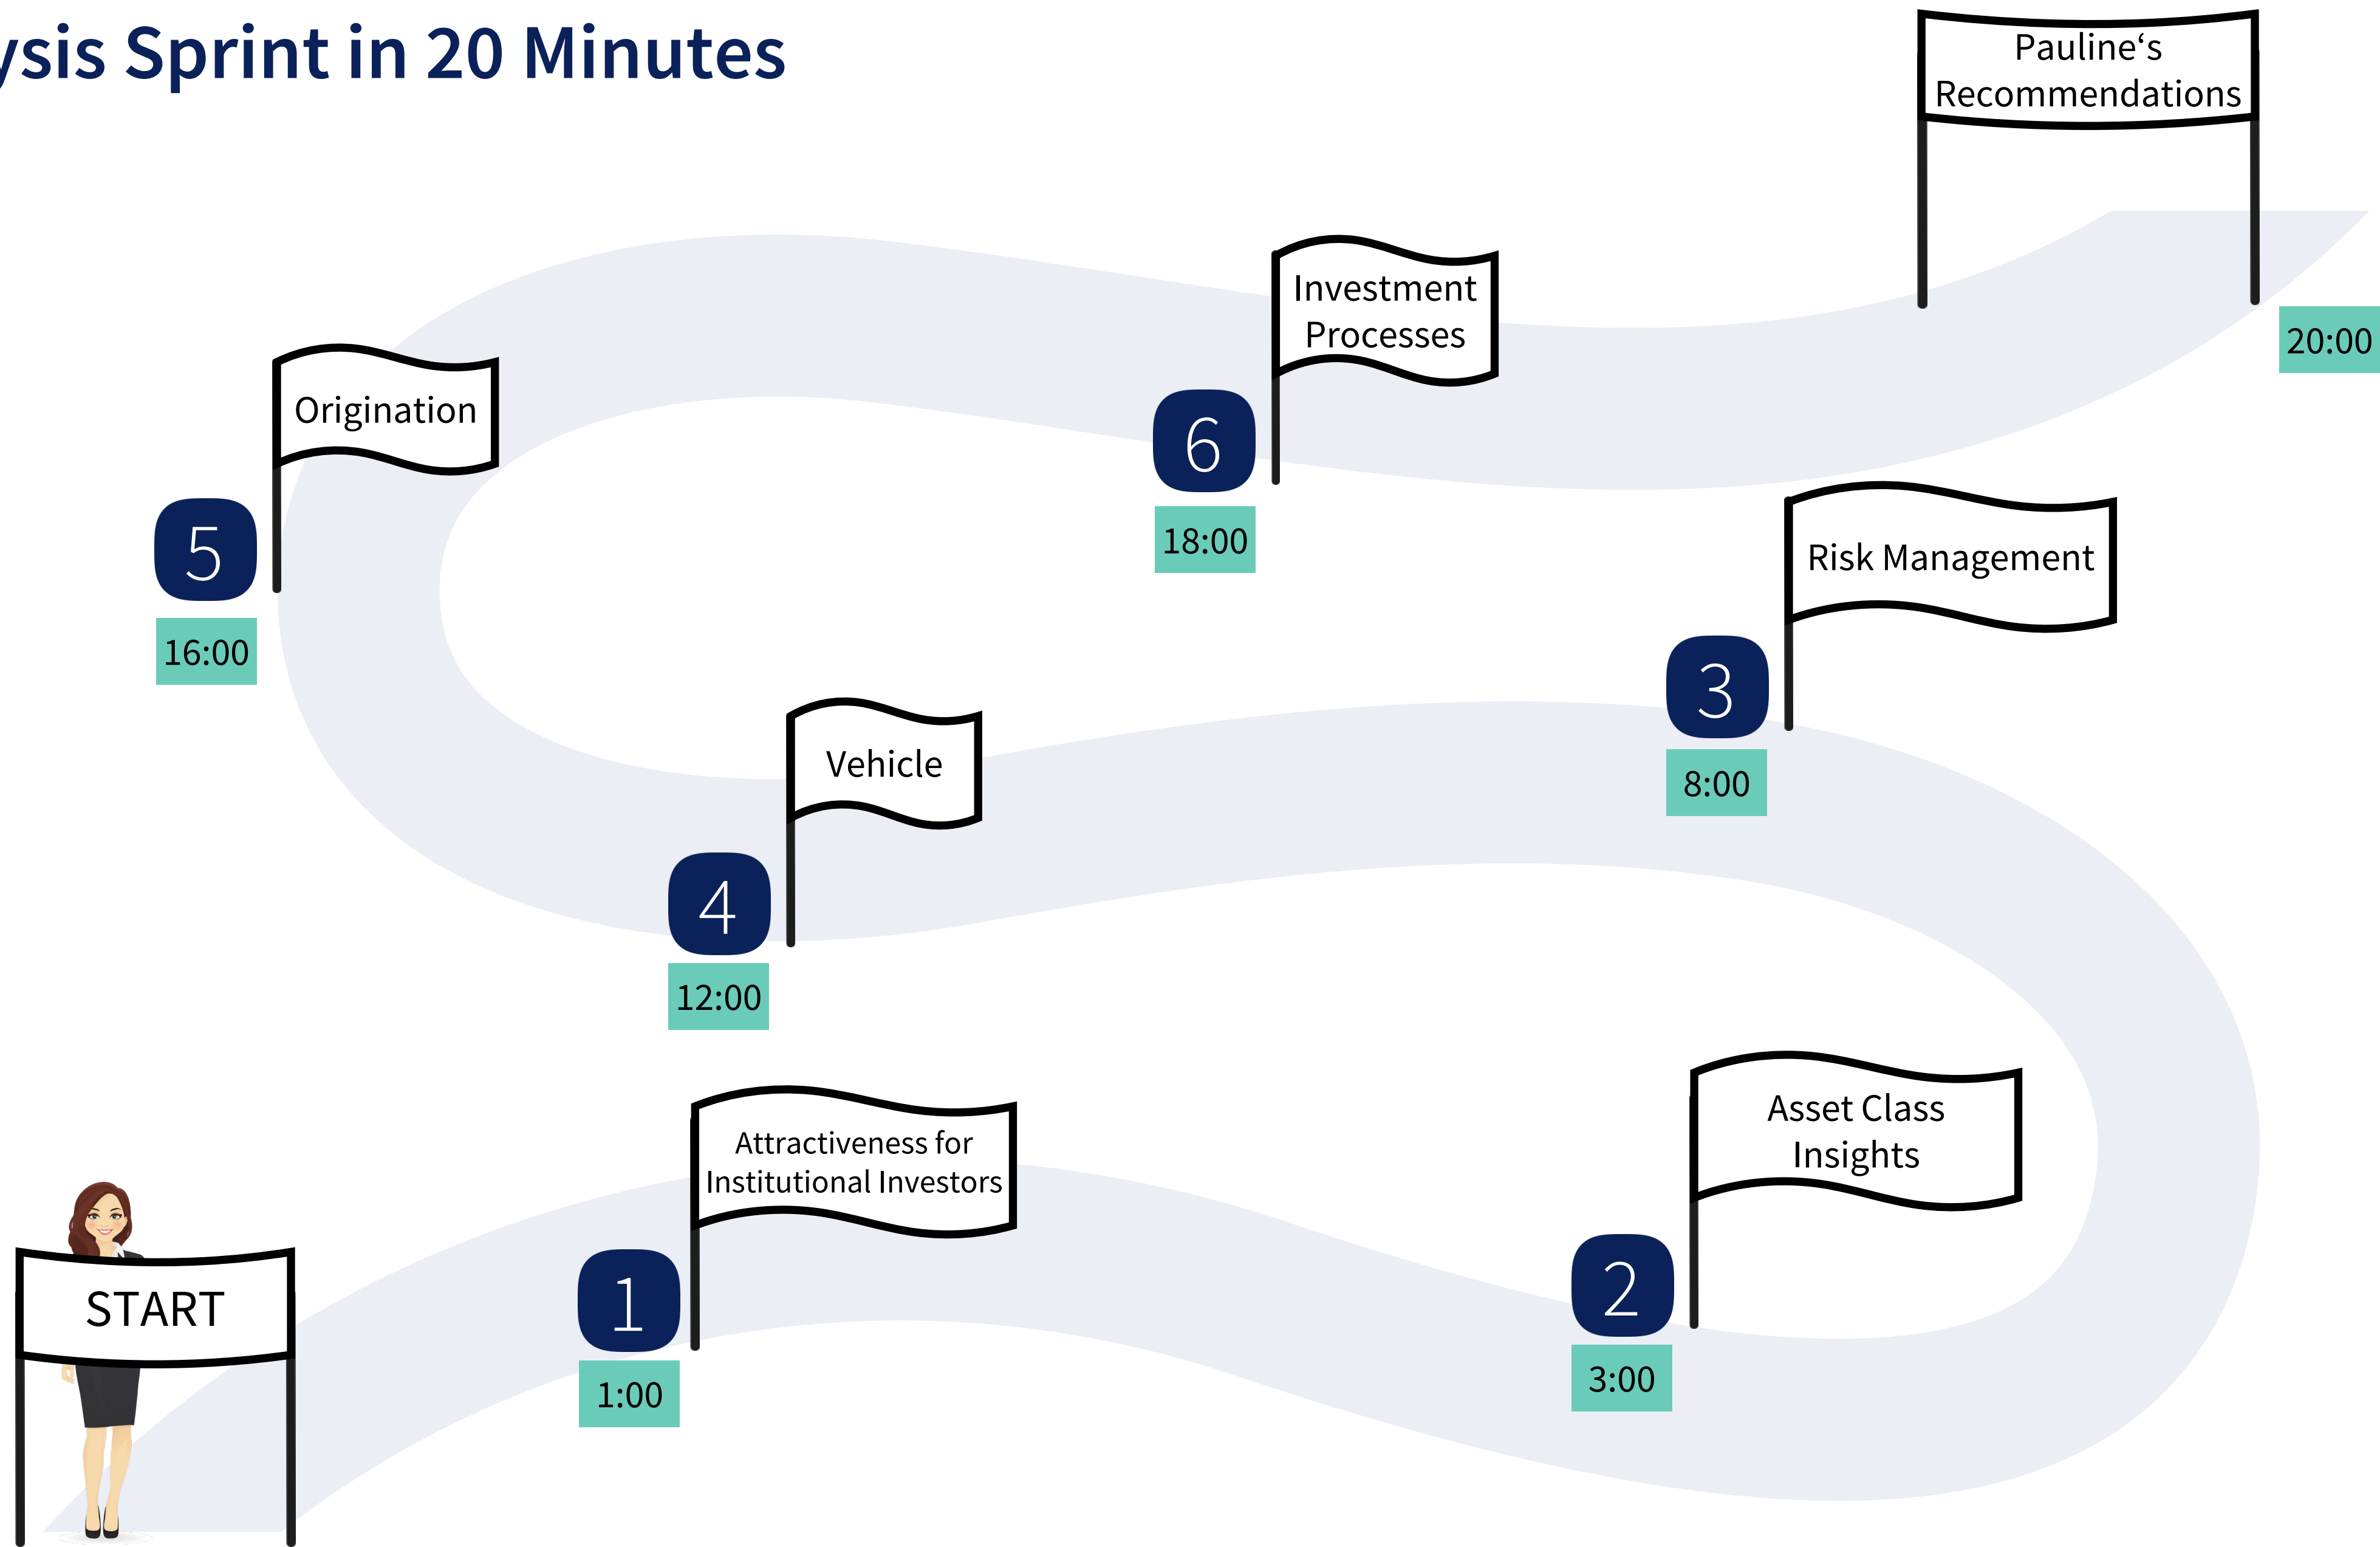 ysis Sprint in 20 Minutes
Pauline‘s
Recommendations
20:00
Investment
Processes
6
18:00
Origination
5
16:00
Risk Management
3
8:00
Vehicle
4
12:00
Asset Class
Insights
2
3:00
Attractiveness for
Institutional Investors
1
1:00
START